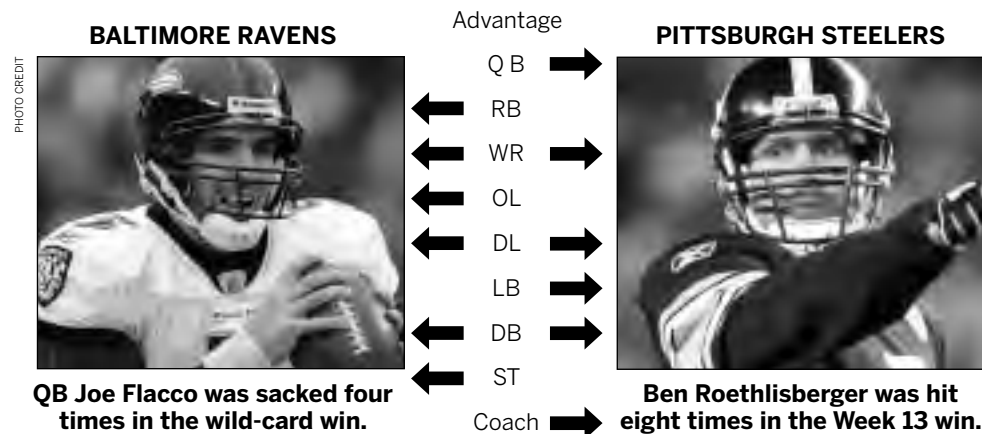 Advantage
BALTIMORE RAVENS
PITTSBURGH STEELERS
PHOTO CREDIT
Q B
RB
WR
OL
DL
LB
DB
ST
Coach
QB Joe Flacco was sacked four
times in the wild-card win.
Ben Roethlisberger was hit
eight times in the Week 13 win.